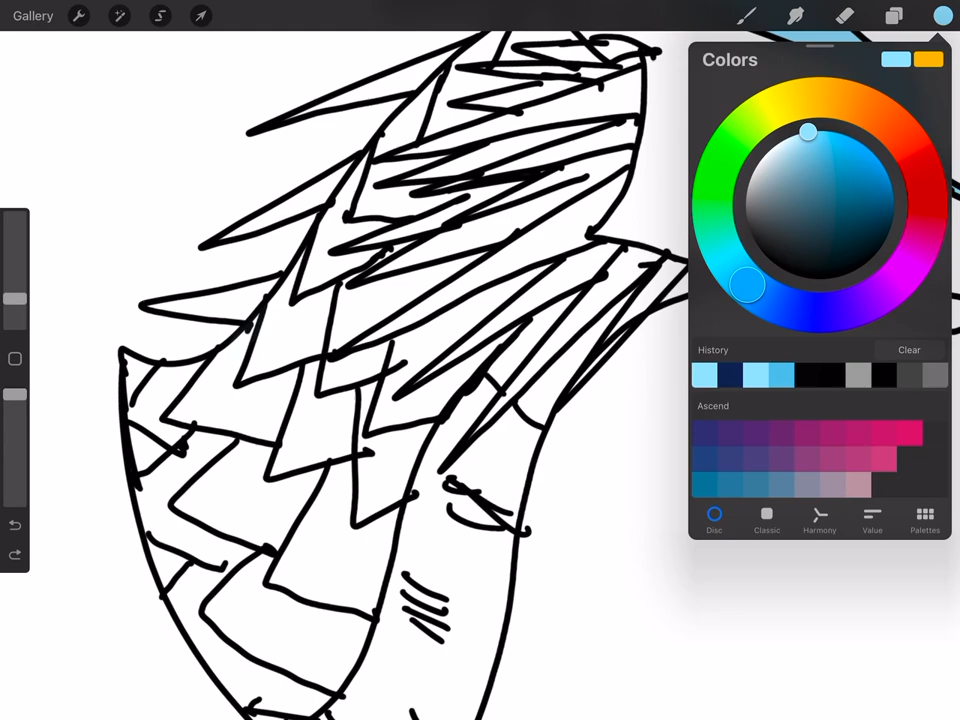 Gallery
Colors
History
Clear
Ascend
Disc
Classic
Harmony
Value
Palettes